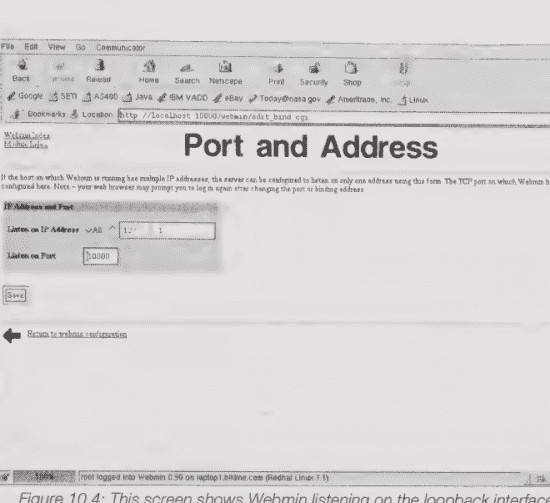 File Edit View Go Communicator
Back Reload Home Search Netscape Print Security Shop
Google SETI AS400 Java IBM VADD eBay Today@nasa gov Ameritrade, Inc. Linux
Bookmarks Location http //localhost 10000/webmin/edit_bind cgi
Webmin Index
Module Index
Port and Address
If the host on which Webmin is running has multiple IP addresses, the server can be configured to listen on only one address using this form The TCP port on which Webmin
configured here. Note - your web browser may prompt you to log in again after changing the port or binding address
IP Address and Port
Listen on IP Address All
Listen on Port 10000
Save
Return to webmin configuration
100% root logged into Webmin 0.90 on laptop1.blkline.com (Redhat Linux 7 1)
Figure 10.4: This screen shows Webmin listening on the loopback interface